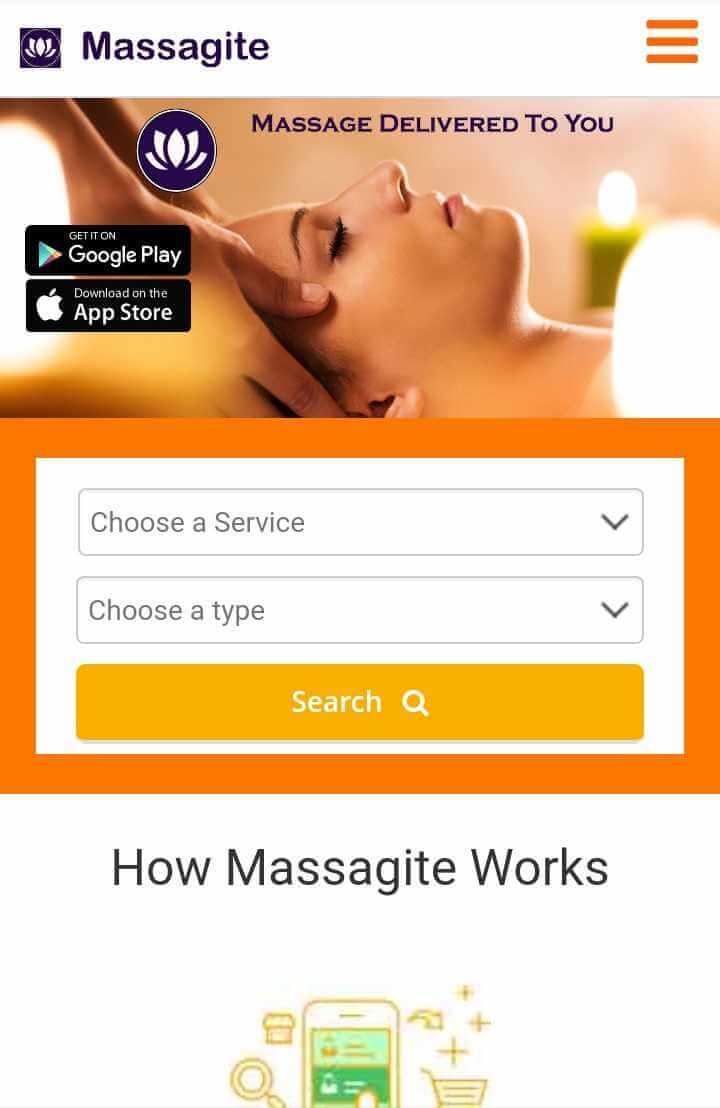 Massagite
MASSAGE DELIVERED TO YOU
GET IT ON
Google Play
Download on the
App Store
Choose a Service
Choose a type
Search
How Massagite Works